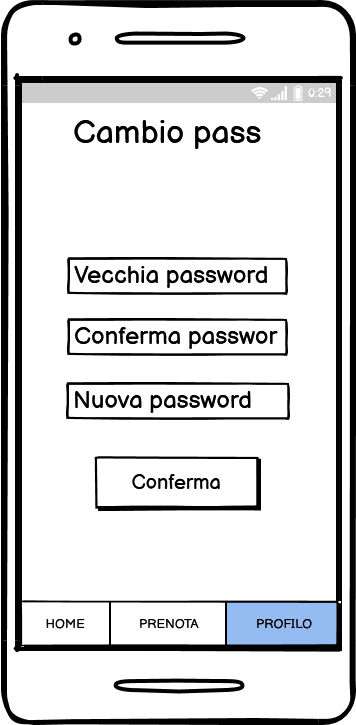 0:29
Cambio pass
Vecchia password
Conferma passwor
Nuova password
Conferma
HOME PRENOTA PROFILO